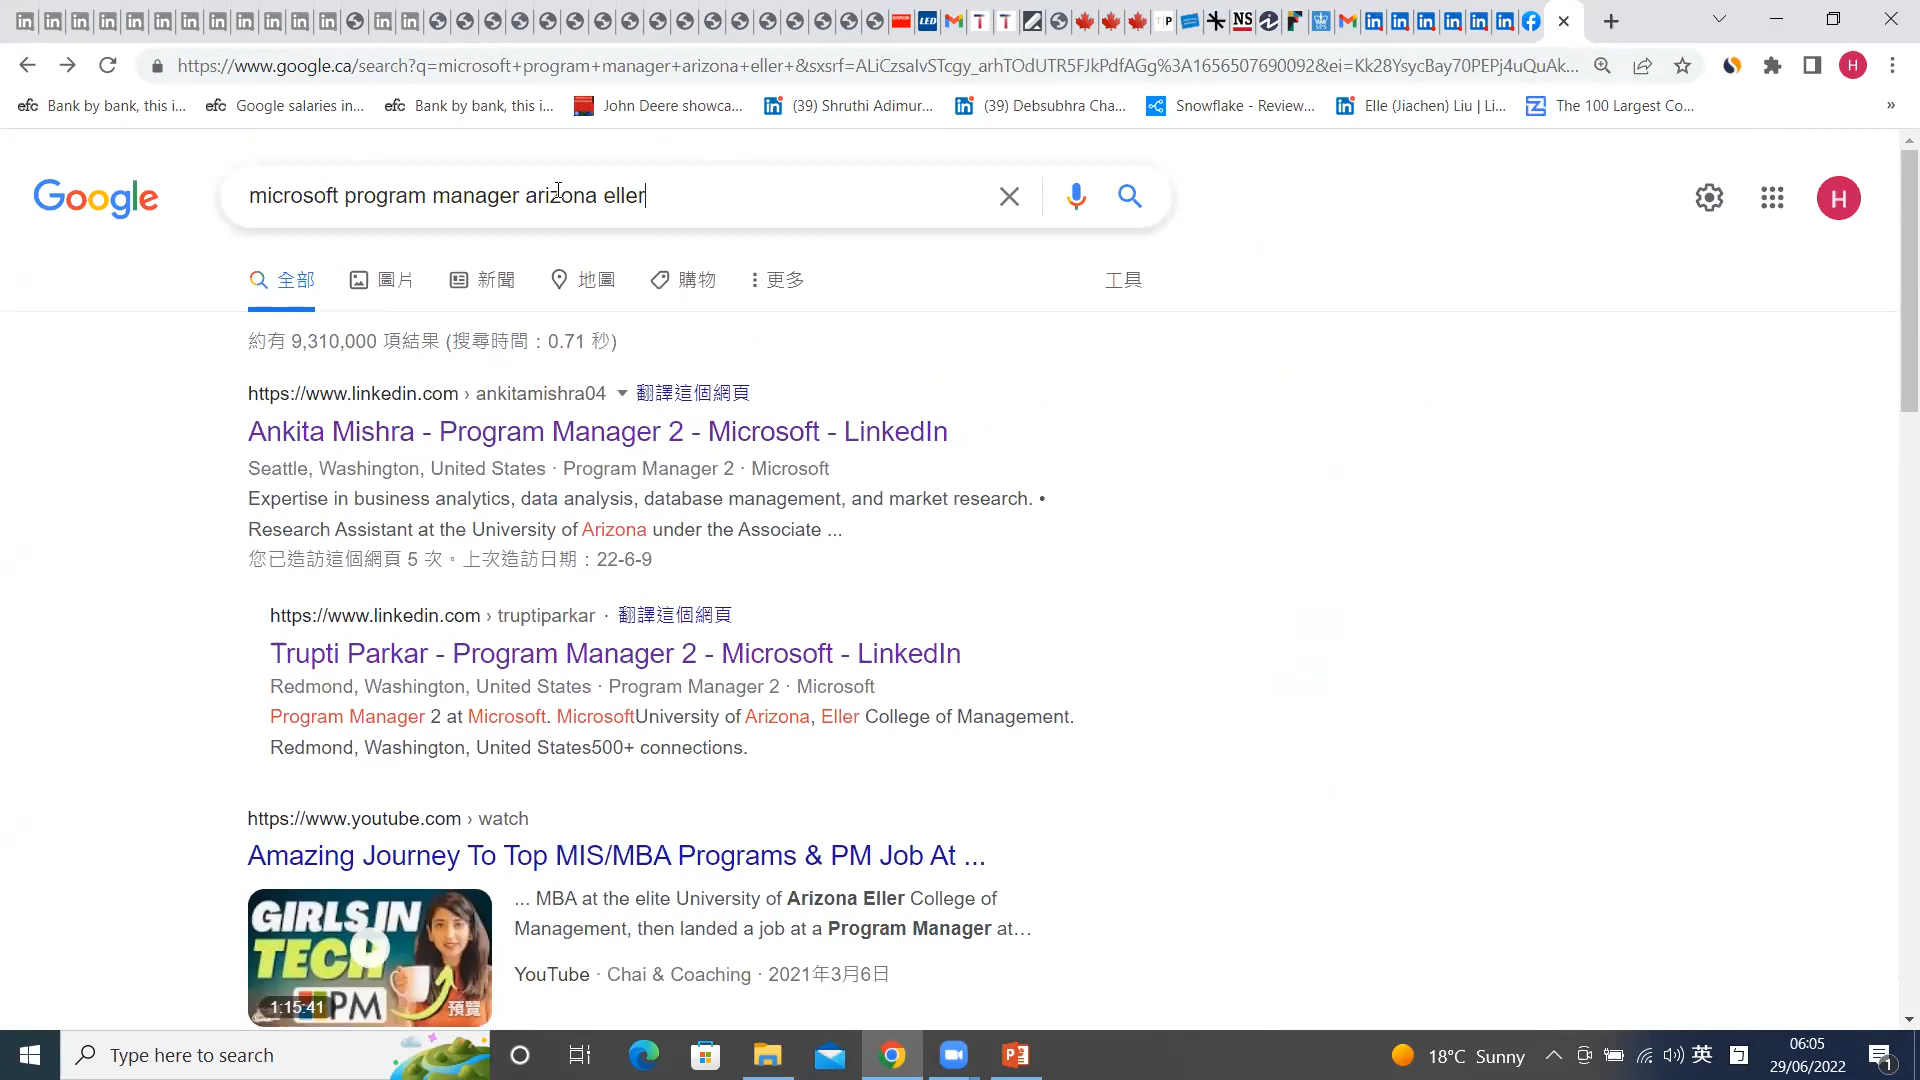 https://www.google.ca/search?q=microsoft+program+manager+arizona+eller+&sxsrf=ALiCzsalvSTcgy_arhTOdUTR5FJkPdfAGg%3A1656507690092&ei=Kk28YsycBay70PEPj4uQuAk...
H
efc Bank by bank, this i...
efc Google salaries in...
efc Bank by bank, this i...
John Deere showca...
(39) Shruthi Adimur...
(39) Debsubhra Cha...
Snowflake - Review...
Elle (Jiachen) Liu | Li...
The 100 Largest Co...
»
Google
microsoft program manager arizona eller
H
全部 圖片 新聞 地圖 購物 更多 工具
約有 9,310,000 項結果 (搜尋時間：0.71 秒)
https://www.linkedin.com › ankitamishra04 翻譯這個網頁
Ankita Mishra - Program Manager 2 - Microsoft - LinkedIn
Seattle, Washington, United States · Program Manager 2 · Microsoft
Expertise in business analytics, data analysis, database management, and market research. •
Research Assistant at the University of Arizona under the Associate ...
您已造訪這個網頁 5 次。上次造訪日期：22-6-9
https://www.linkedin.com › truptiparkar · 翻譯這個網頁
Trupti Parkar - Program Manager 2 - Microsoft - LinkedIn
Redmond, Washington, United States · Program Manager 2 · Microsoft
Program Manager 2 at Microsoft. MicrosoftUniversity of Arizona, Eller College of Management.
Redmond, Washington, United States500+ connections.
https://www.youtube.com › watch
Amazing Journey To Top MIS/MBA Programs & PM Job At ...
GIRLS IN
TECH
PM
1:15:41
預覽
... MBA at the elite University of Arizona Eller College of
Management, then landed a job at a Program Manager at...
YouTube · Chai & Coaching · 2021年3月6日
Type here to search
18°C Sunny
英
06:05
29/06/2022
1